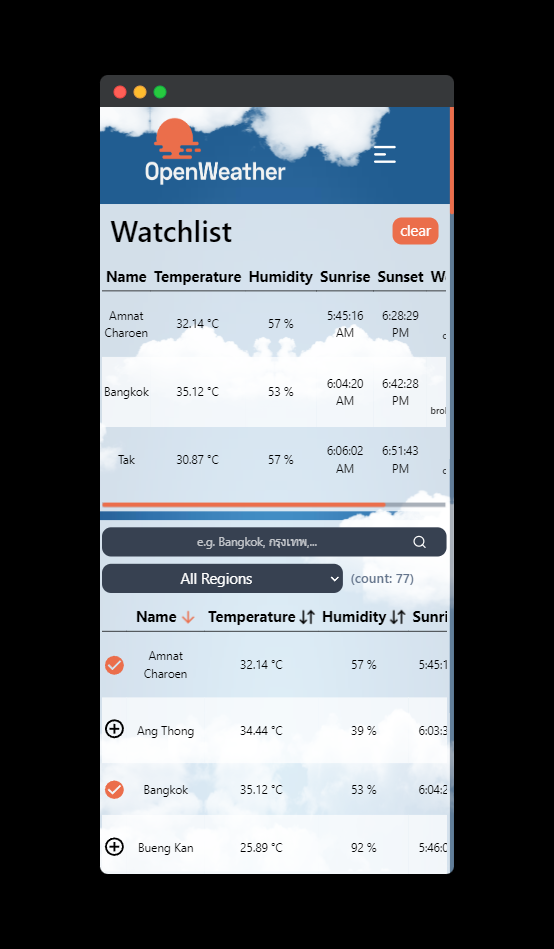 OpenWeather
Watchlist
clear
Name Temperature Humidity Sunrise Sunset
Amnat Charoen 32.14 °C 57 % 5:45:16 AM 6:28:29 PM
Bangkok 35.12 °C 53 % 6:04:20 AM 6:42:28 PM
Tak 30.87 °C 57 % 6:06:02 AM 6:51:43 PM
e.g. Bangkok, กรุงเทพ,...
All Regions (count: 77)
Name Temperature Humidity Sunri
Amnat Charoen 32.14 °C 57 % 5:45:1
Ang Thong 34.44 °C 39 % 6:03:3
Bangkok 35.12 °C 53 % 6:04:2
Bueng Kan 25.89 °C 92 % 5:46:0